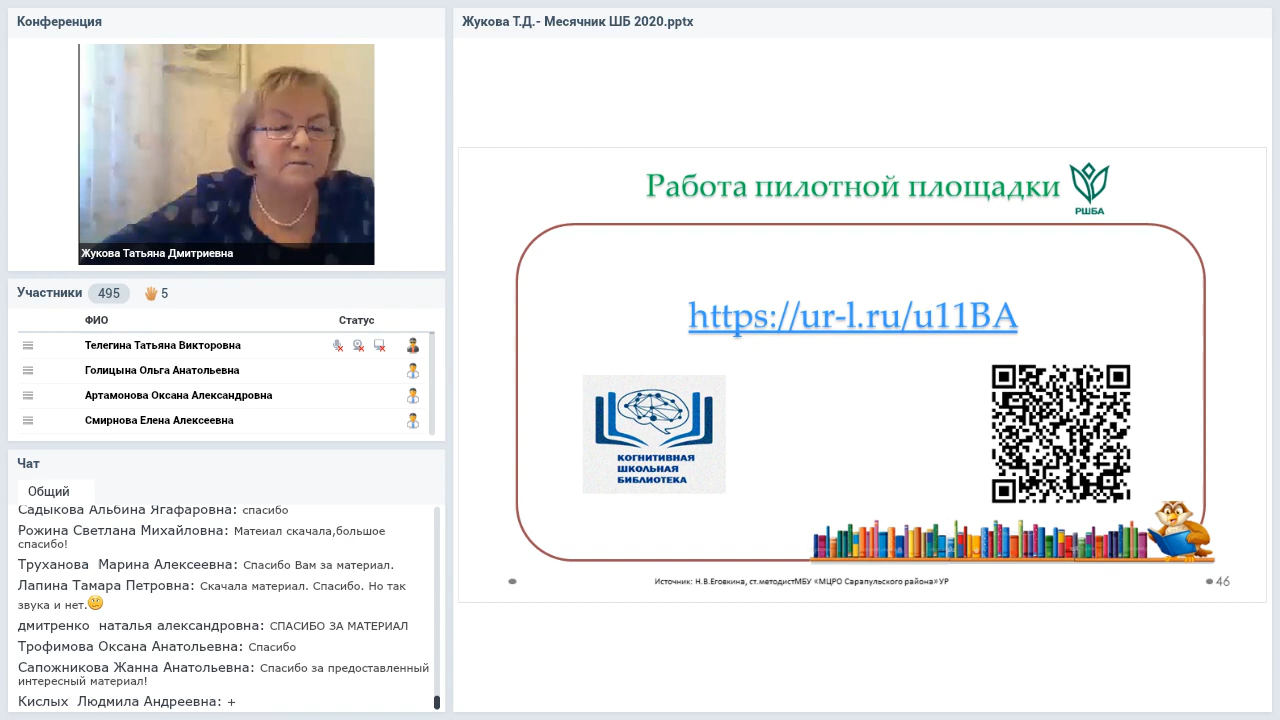 Конференция
Жукова Татьяна Дмитриевна
Участники 495 5
ФИО Статус
Телегина Татьяна Викторовна
Голицына Ольга Анатольевна
Артамонова Оксана Александровна
Смирнова Елена Алексеевна
Чат
Общий
Садыкова Альбина Ягафаровна: спасибо
Рожина Светлана Михайловна: Матеиал скачала,большое
спасибо!
Труханова Марина Алексеевна: Спасибо Вам за материал.
Лапина Тамара Петровна: Скачала материал. Спасибо. Но так
звука и нет.
дмитренко наталья александровна: СПАСИБО ЗА МАТЕРИАЛ
Трофимова Оксана Анатольевна: Спасибо
Сапожникова Жанна Анатольевна: Спасибо за предоставленный
интересный материал!
Кислых Людмила Андреевна: +
Жукова Т.Д.- Месячник ШБ 2020.pptx
Работа пилотной площадки
РШБА
https://ur-l.ru/u11BA
КОГНИТИВНАЯ
ШКОЛЬНАЯ
БИБЛИОТЕКА
Источник: Н.В.Еговкина, ст.методистМБУ «МЦРО Сарапульского района» УР
46